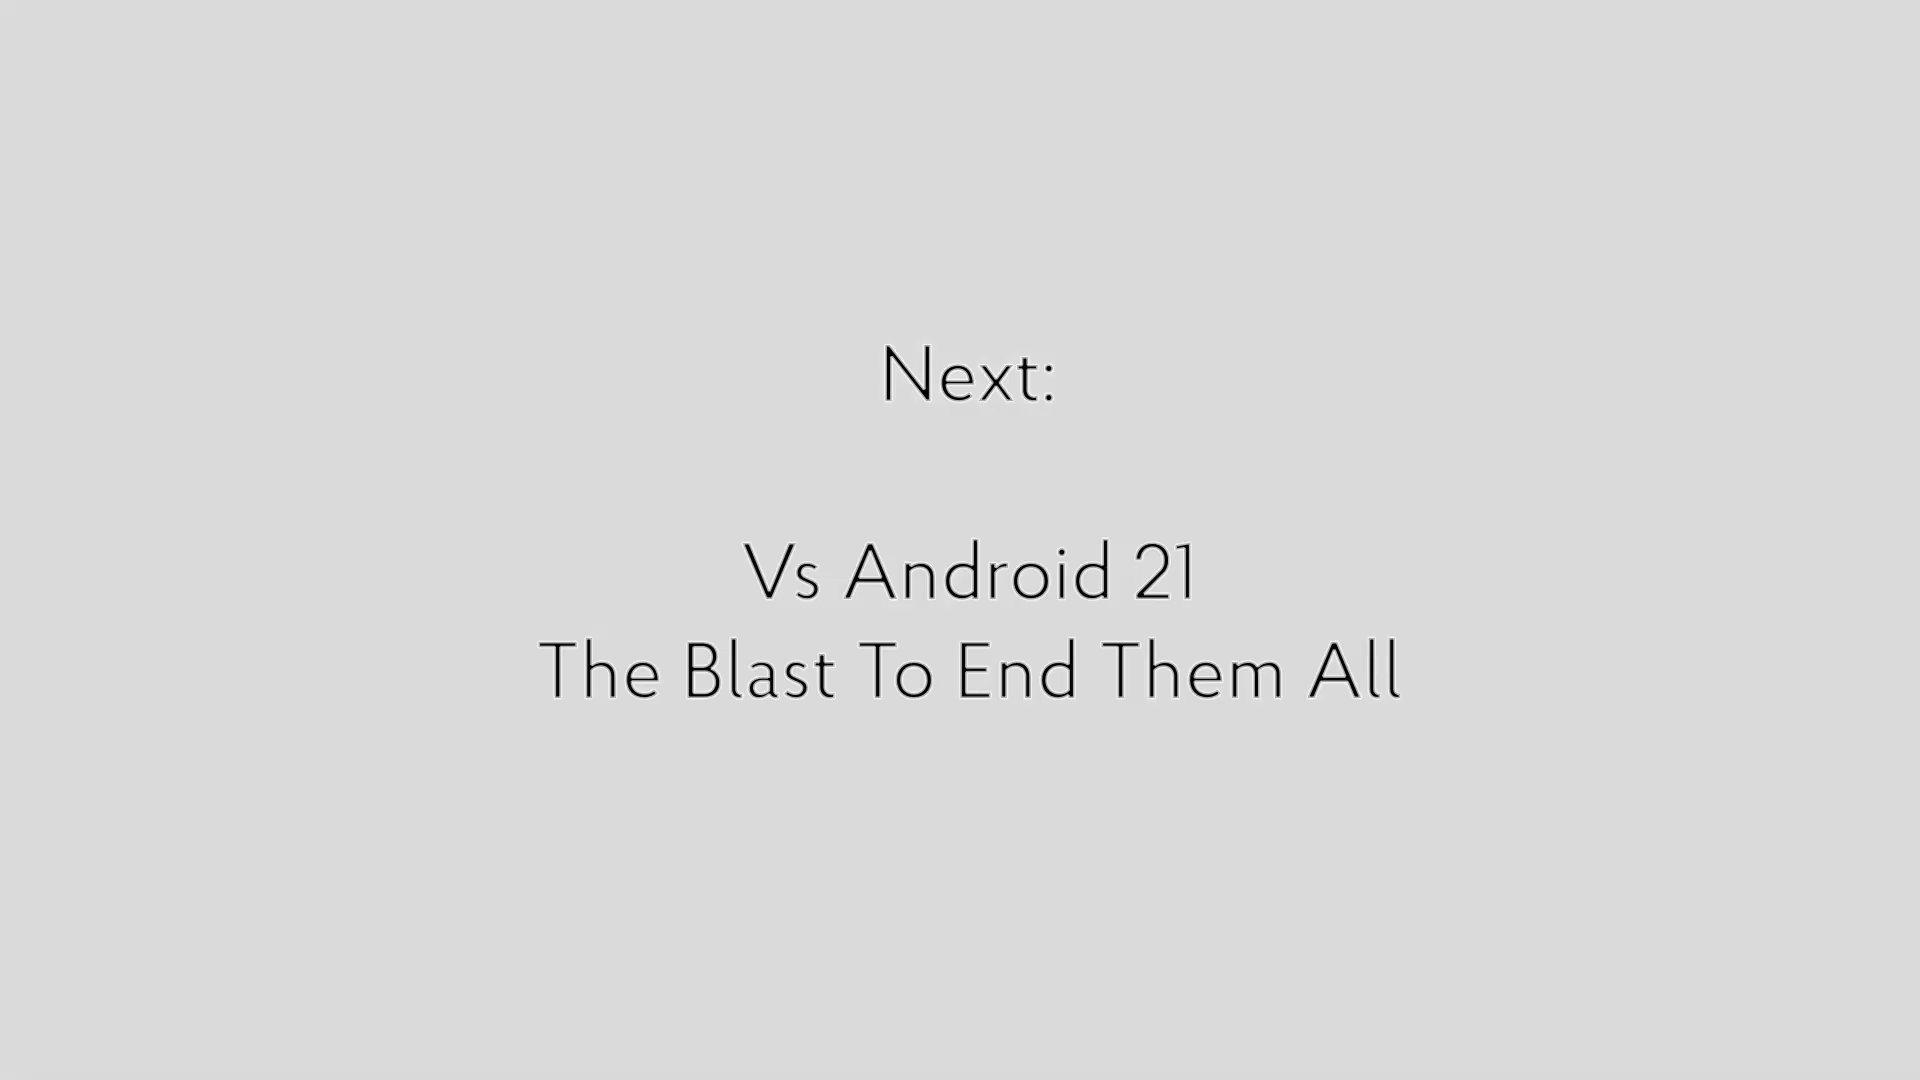 Next:
Vs Android 21
The Blast To End Them All